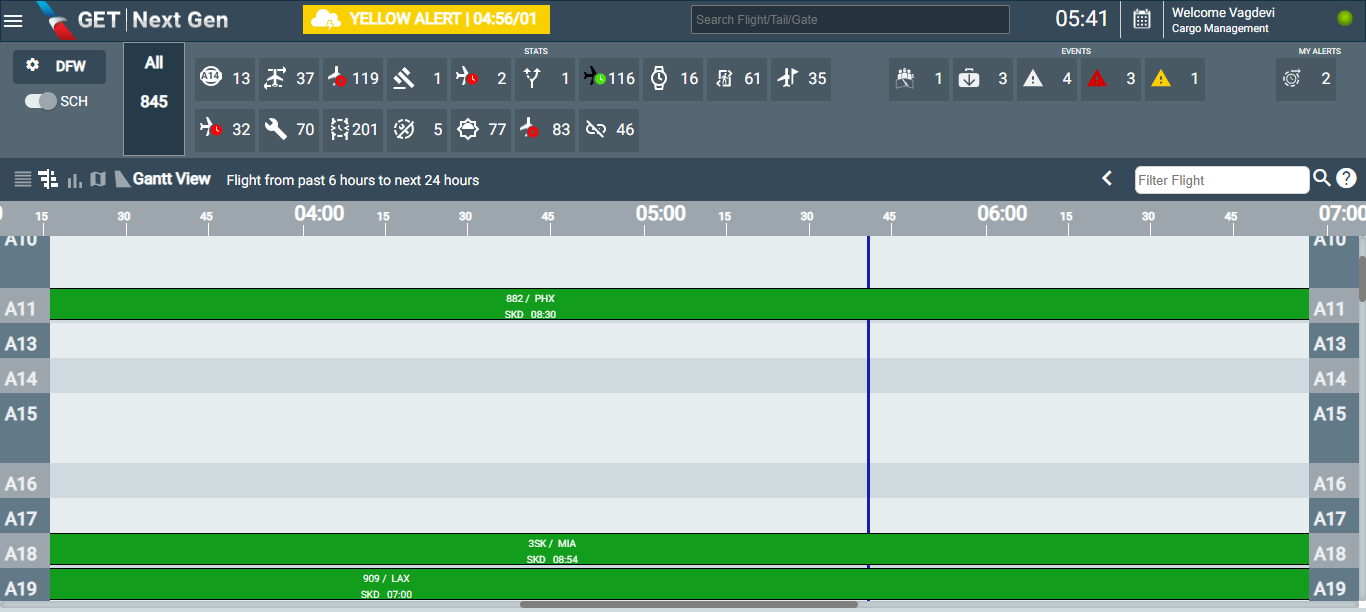 GET | Next Gen
YELLOW ALERT | 04:56/01
Search Flight/Tail/Gate
05:41
Welcome Vagdevi
Cargo Management
DFW
SCH
All
845
STATS
A14 13 37 119 1 2 1 116 16 61 35
32 70 201 5 77 83 46
EVENTS
1 3 4 3 1
MY ALERTS
2
Gantt View Flight from past 6 hours to next 24 hours
Filter Flight
?
0 15 30 45 04:00 15 30 45 05:00 15 30 45 06:00 15 30 45 07:00
A10 A10
A11 882 / PHX A11
SKD 08:30
A13 A13
A14 A14
A15 A15
A16 A16
A17 A17
A18 3SK / MIA A18
SKD 08:54
A19 909 / LAX A19
SKD 07:00